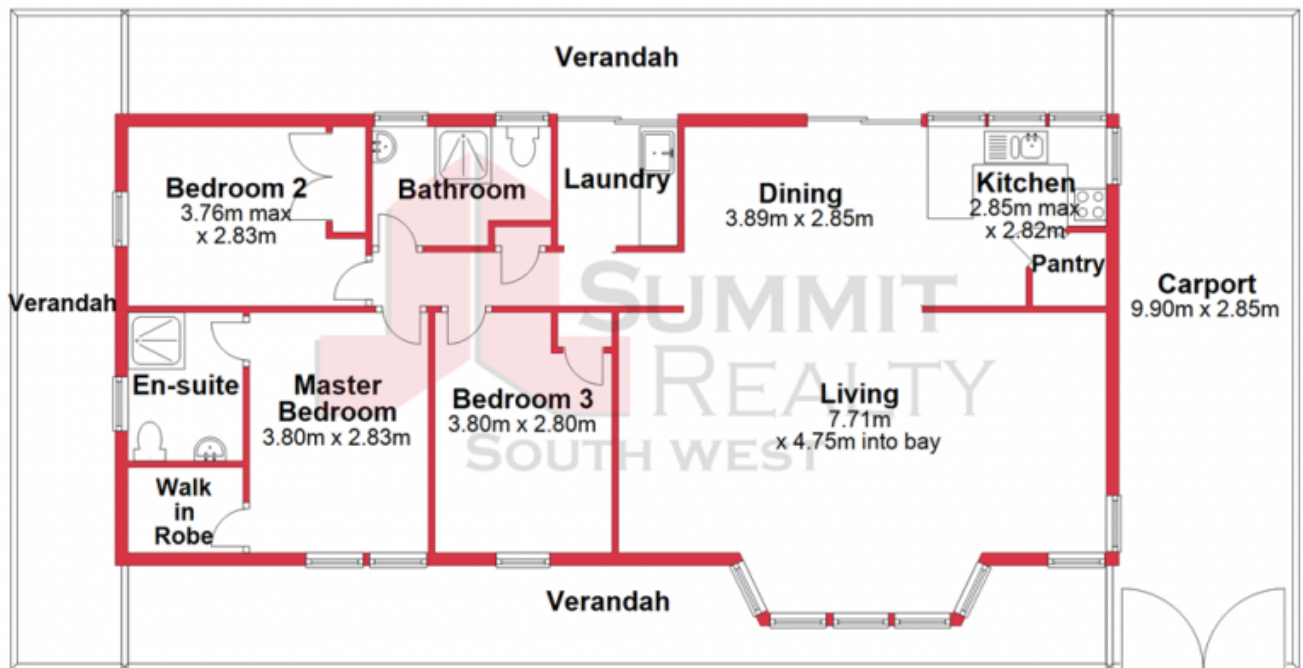 Verandah
Bedroom 2
3.76m max
x 2.83m
Bathroom
Laundry
Dining
3.89m x 2.85m
Kitchen
2.85m max
x 2.82m
Pantry
Verandah
Carport
9.90m x 2.85m
SUMMIT
REALTY
SOUTH WEST
En-suite
Master
Bedroom
3.80m x 2.83m
Bedroom 3
3.80m x 2.80m
Living
7.71m
x 4.75m into bay
Walk
in
Robe
Verandah